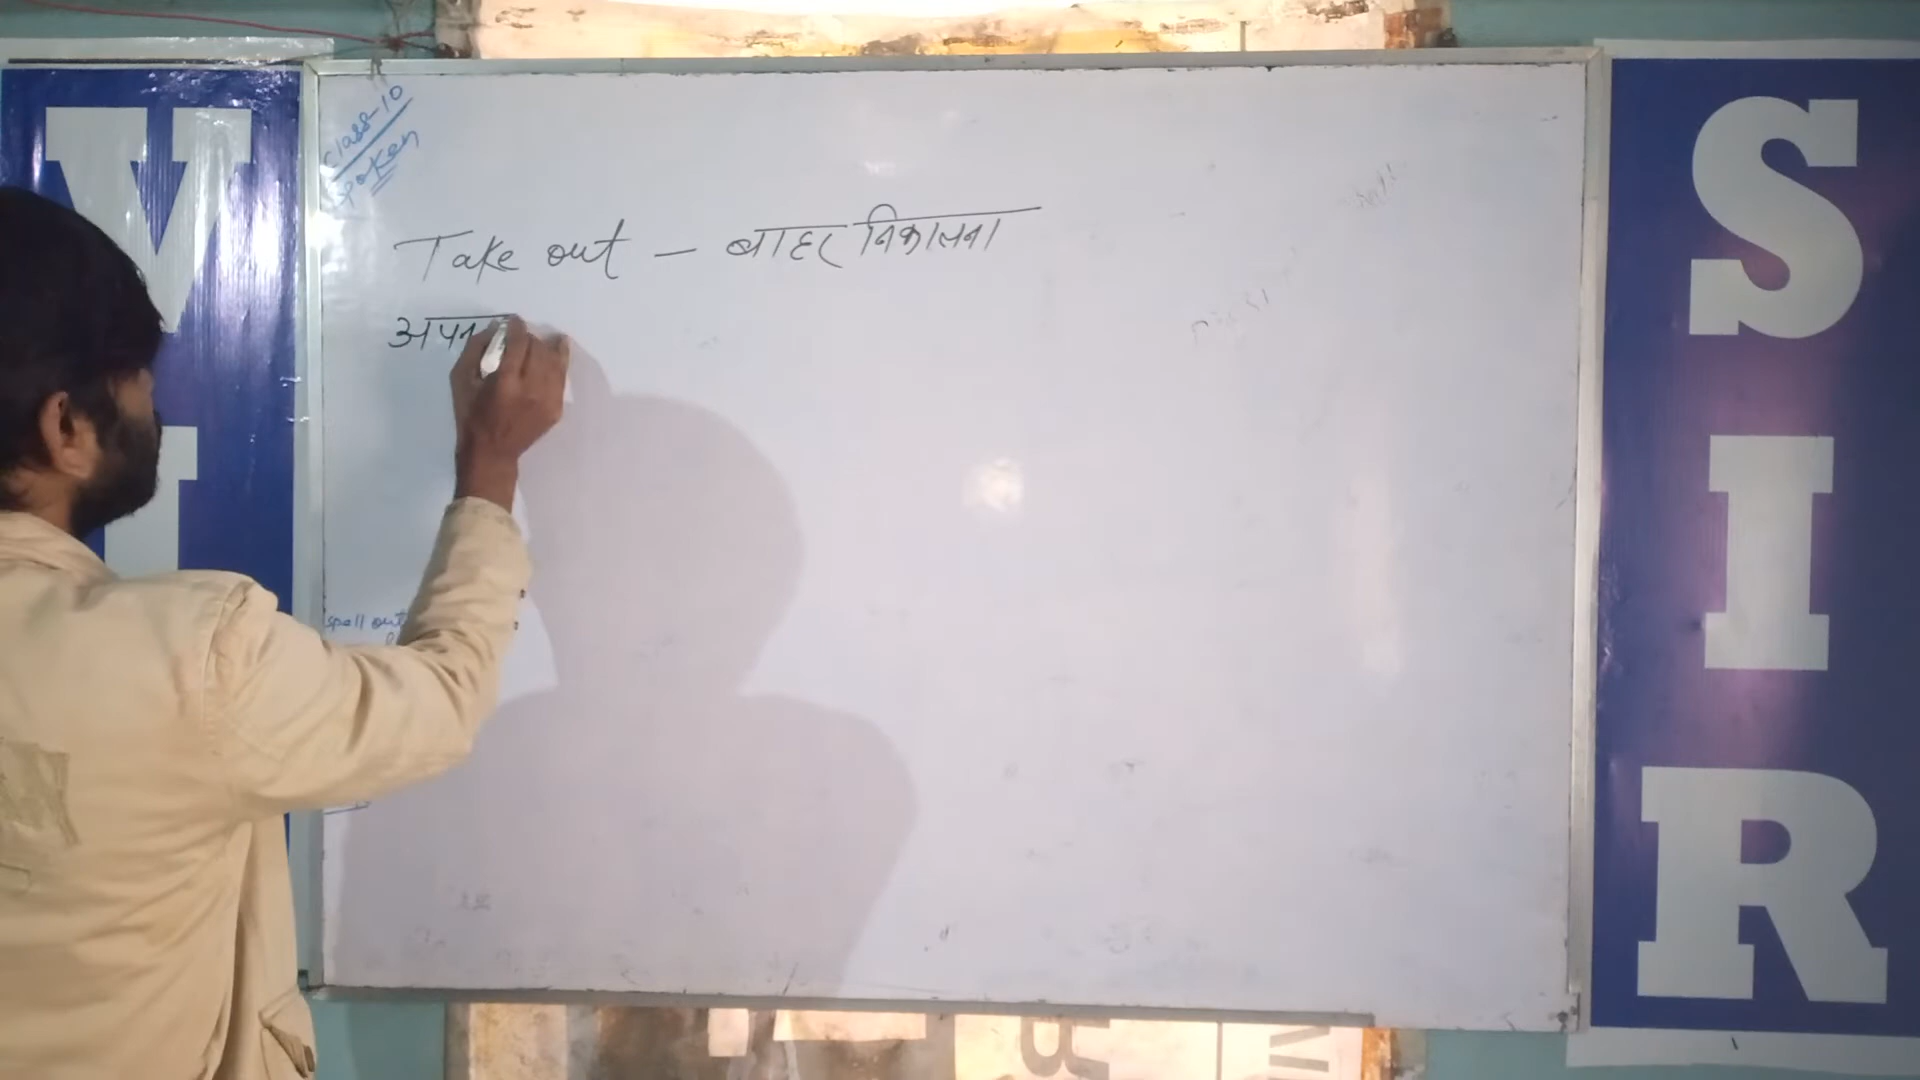 Class-10
Spoken
Take out – बाहर निकालना
अपन
spell out
S
I
R
V